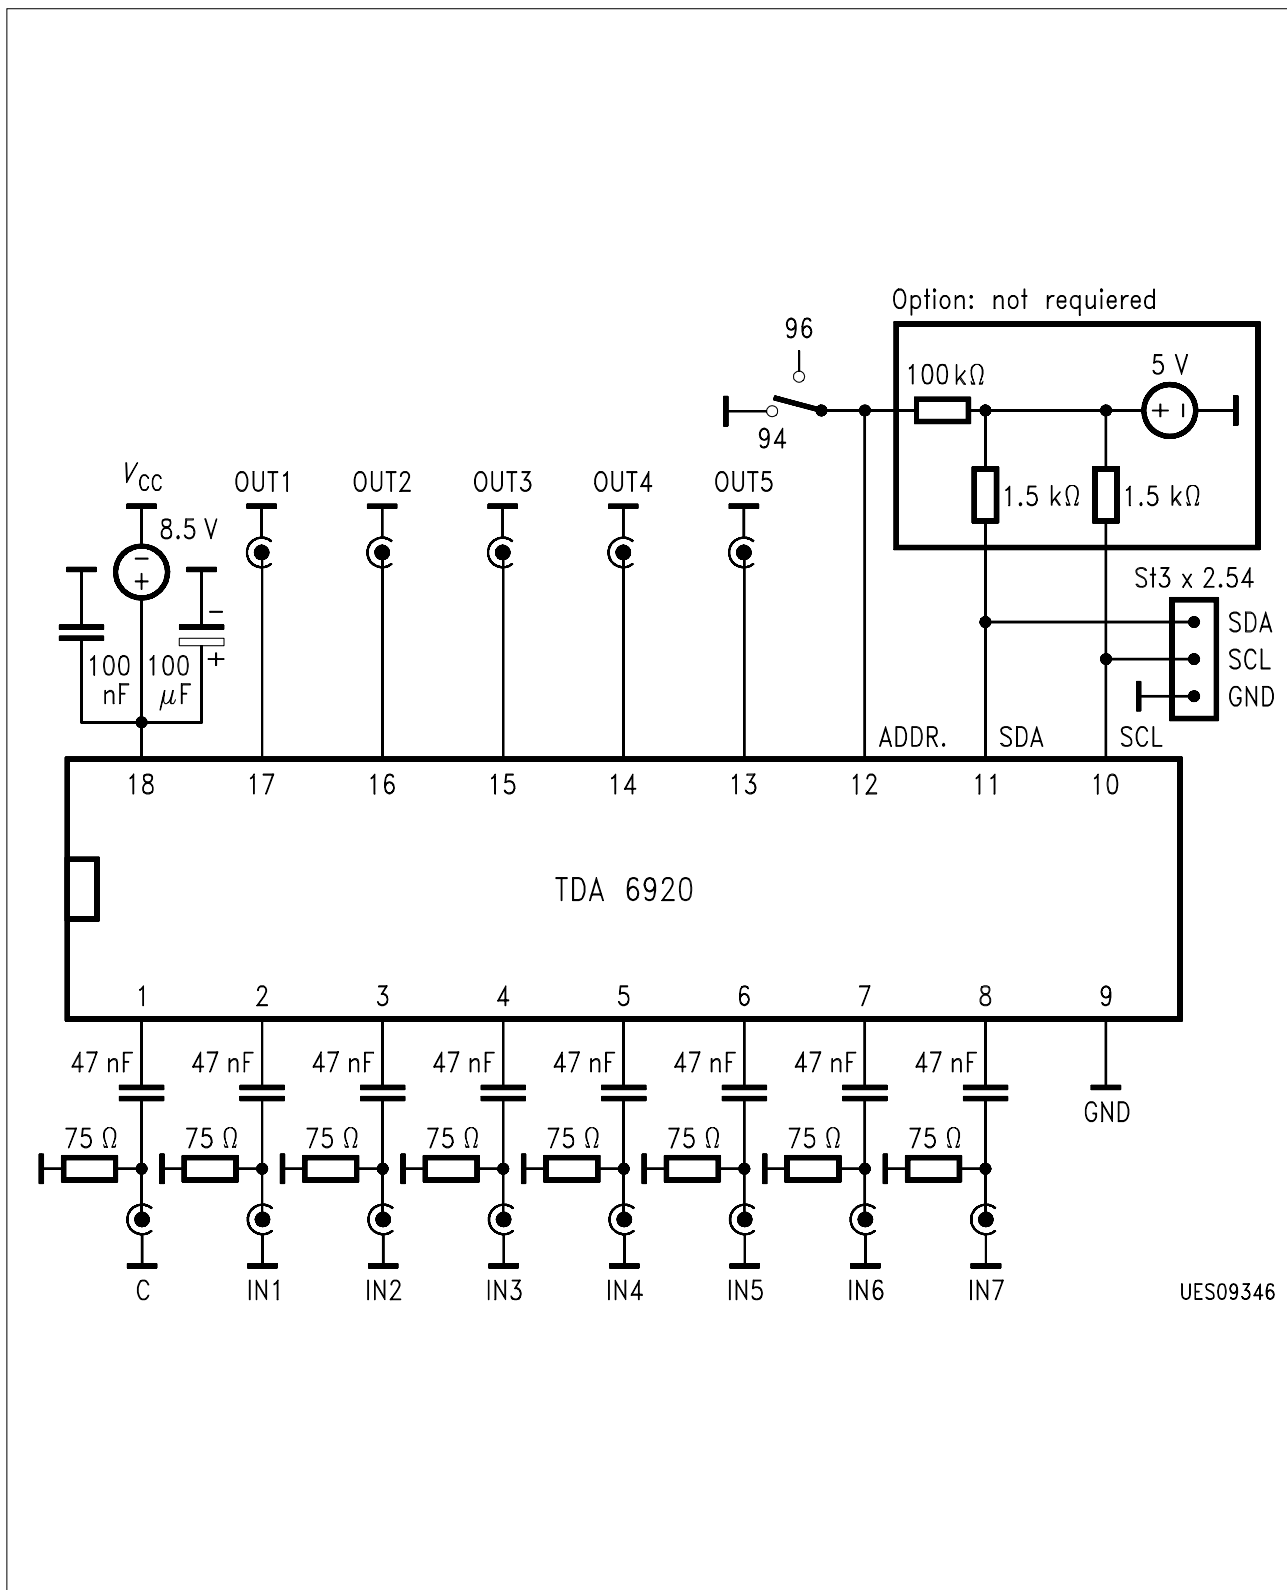 Option: not requiered
96
100 kΩ
5 V
94
1.5 kΩ
1.5 kΩ
VCC
OUT1
OUT2
OUT3
OUT4
OUT5
8.5 V
St3 x 2.54
SDA
SCL
GND
100 nF
100 µF
ADDR.
SDA
SCL
18
17
16
15
14
13
12
11
10
TDA 6920
1
2
3
4
5
6
7
8
9
47 nF
47 nF
47 nF
47 nF
47 nF
47 nF
47 nF
47 nF
GND
75 Ω
75 Ω
75 Ω
75 Ω
75 Ω
75 Ω
75 Ω
75 Ω
C
IN1
IN2
IN3
IN4
IN5
IN6
IN7
UES09346